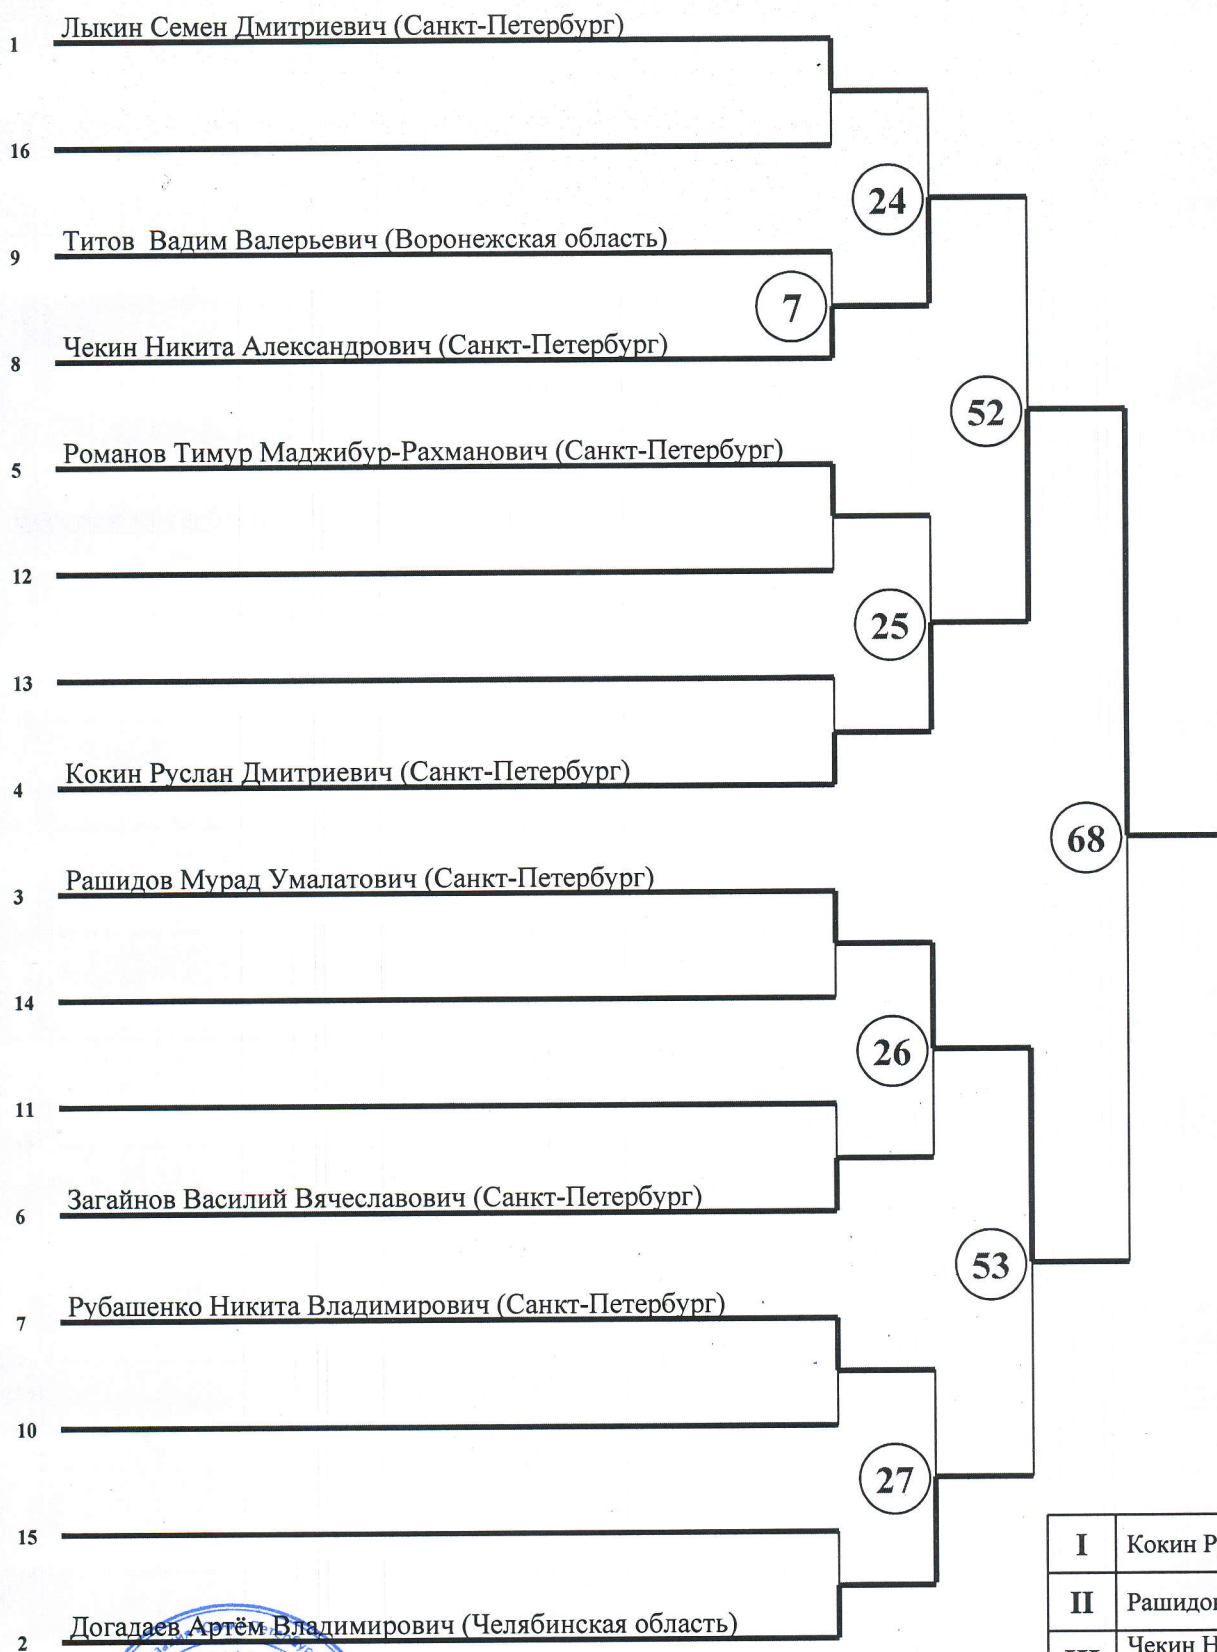 1 Лыкин Семен Дмитриевич (Санкт-Петербург)
16
24
9 Титов Вадим Валерьевич (Воронежская область)
7
8 Чекин Никита Александрович (Санкт-Петербург)
52
5 Романов Тимур Маджибур-Рахманович (Санкт-Петербург)
12
25
13
4 Кокин Руслан Дмитриевич (Санкт-Петербург)
68
3 Рашидов Мурад Умалатович (Санкт-Петербург)
14
26
11
6 Загайнов Василий Вячеславович (Санкт-Петербург)
53
7 Рубашенко Никита Владимирович (Санкт-Петербург)
10
27
15
I Кокин Р
II Рашидов
2 Догадаев Артём Владимирович (Челябинская область)
Чекин Н